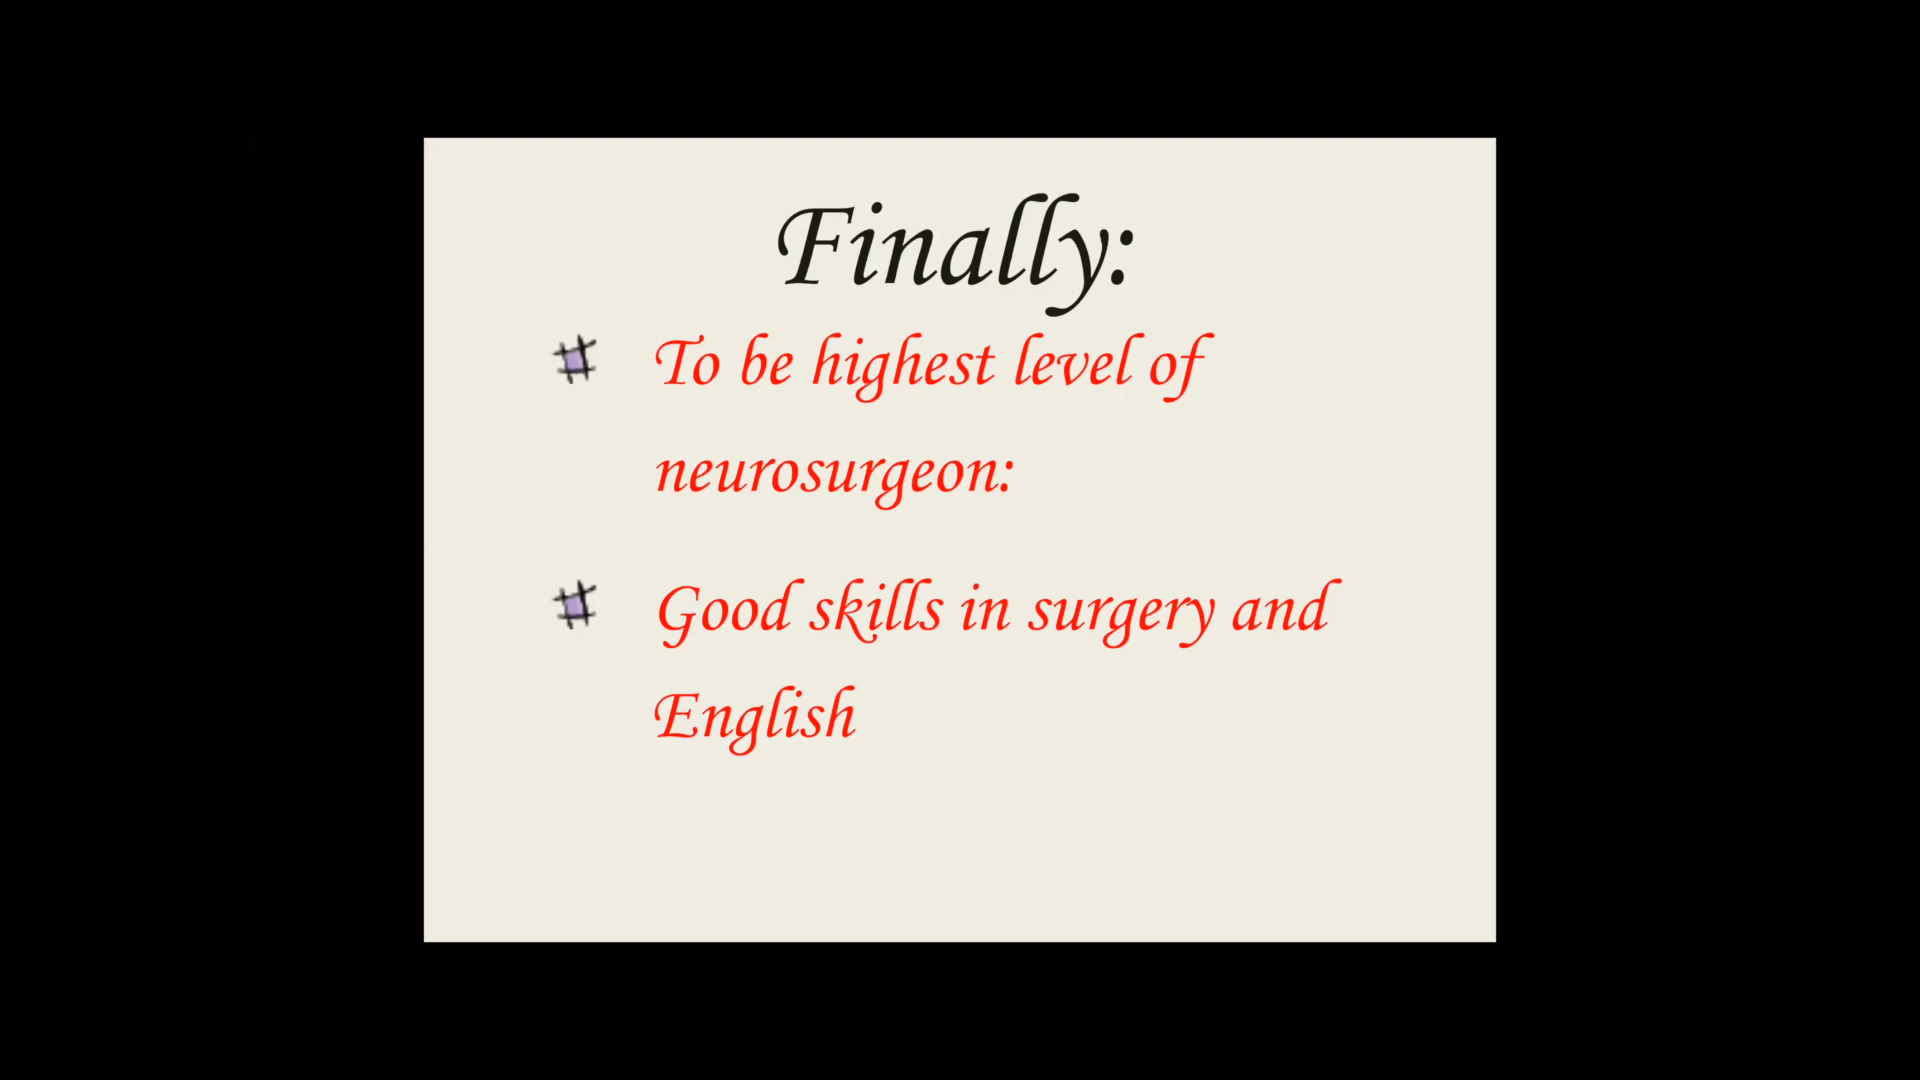 Finally:
To be highest level of
neurosurgeon:
Good skills in surgery and
English